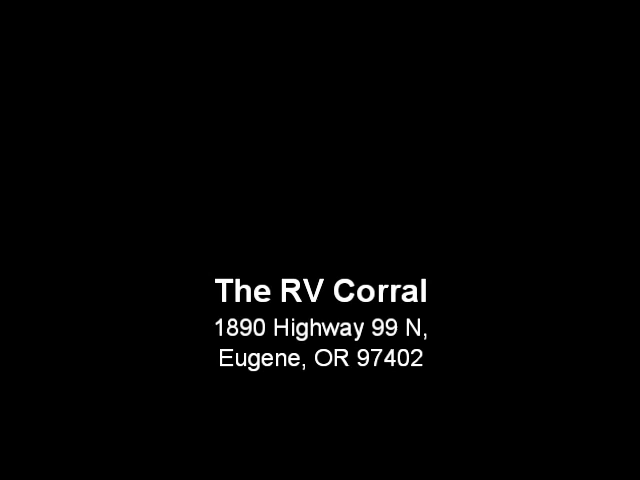 The RV Corral
1890 Highway 99 N,
Eugene, OR 97402